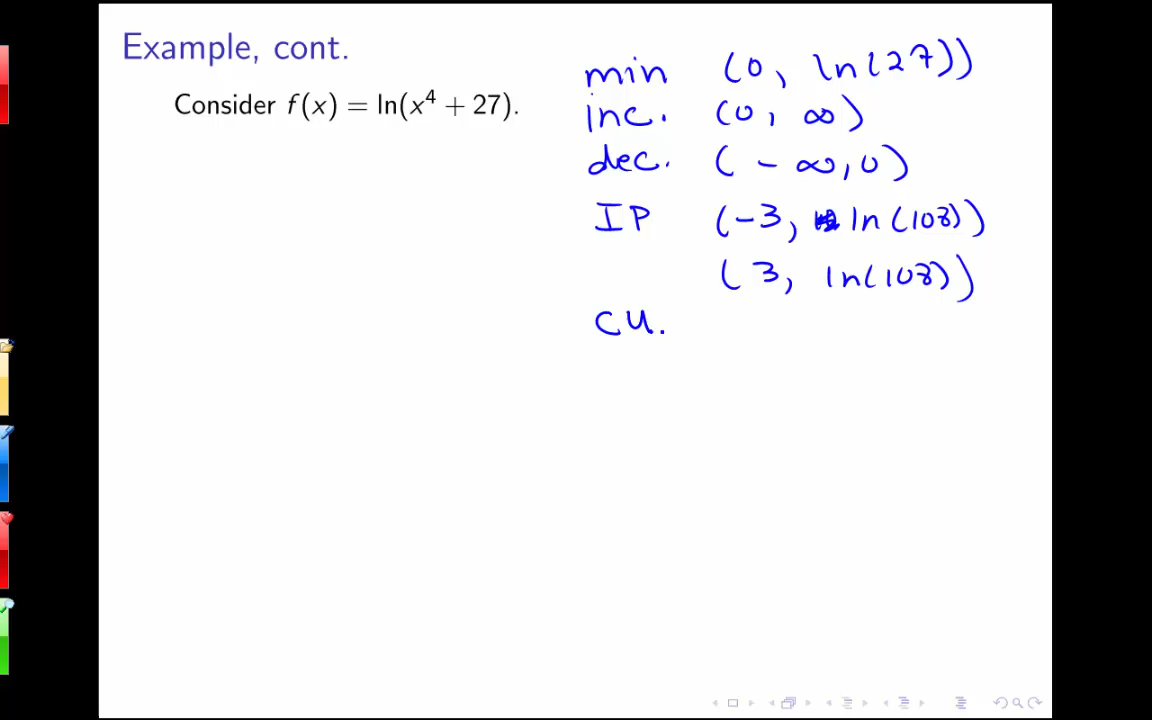 Example, cont.
Consider f(x) = ln(x⁴ + 27).
min (0, ln(27))
inc. (0, ∞)
dec. (-∞, 0)
IP (-3, ln(108))
(3, ln(108))
CU.